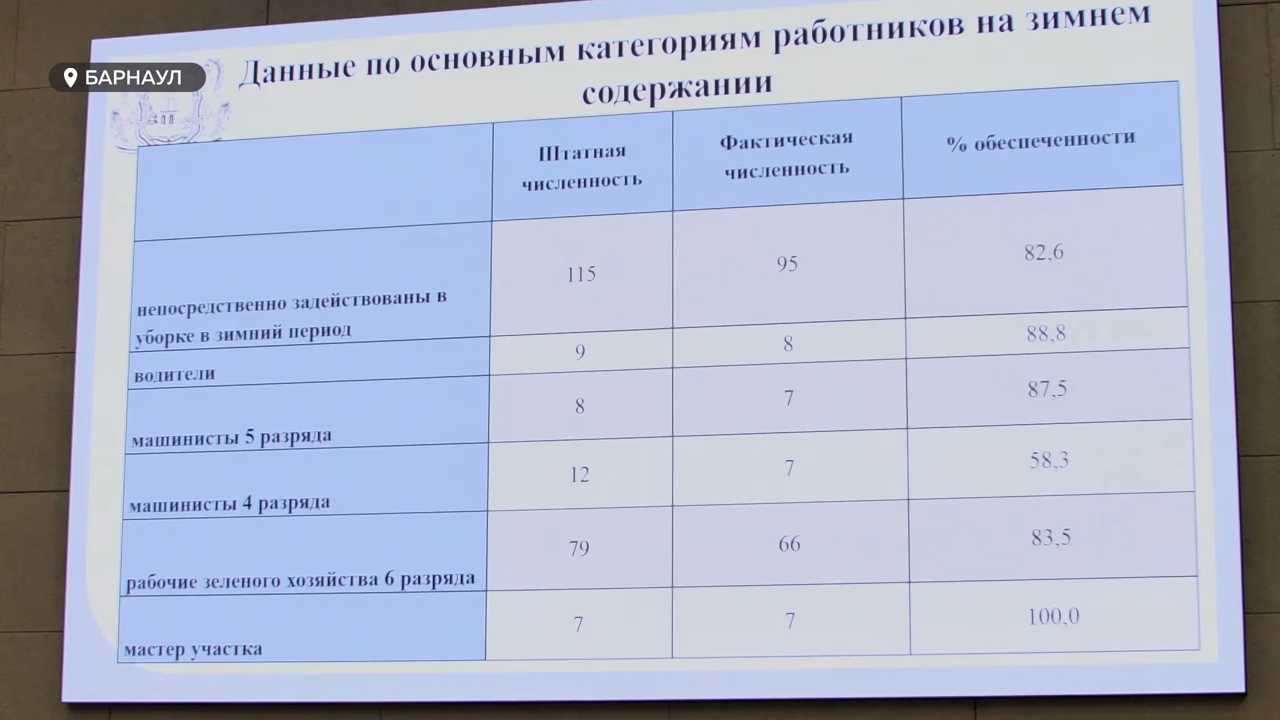 БАРНАУЛ
Данные по основным категориям работников на зимнем
содержании
Штатная
численность
Фактическая
численность
% обеспеченности
непосредственно задействованы в
уборке в зимний период
115
95
82,6
водители
9
8
88,8
машинисты 5 разряда
8
7
87,5
машинисты 4 разряда
12
7
58,3
рабочие зеленого хозяйства 6 разряда
79
66
83,5
мастер участка
7
7
100,0